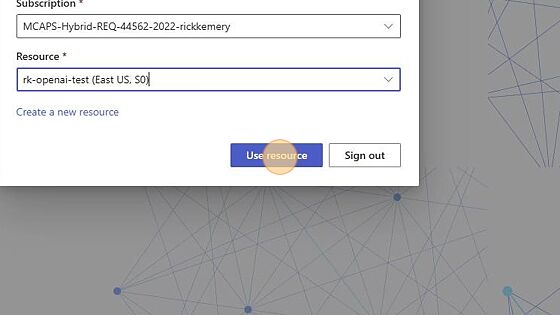 Subscription *
MCAPS-Hybrid-REQ-44562-2022-rickkemery
Resource *
rk-openai-test (East US, S0)
Create a new resource
Use resource
Sign out